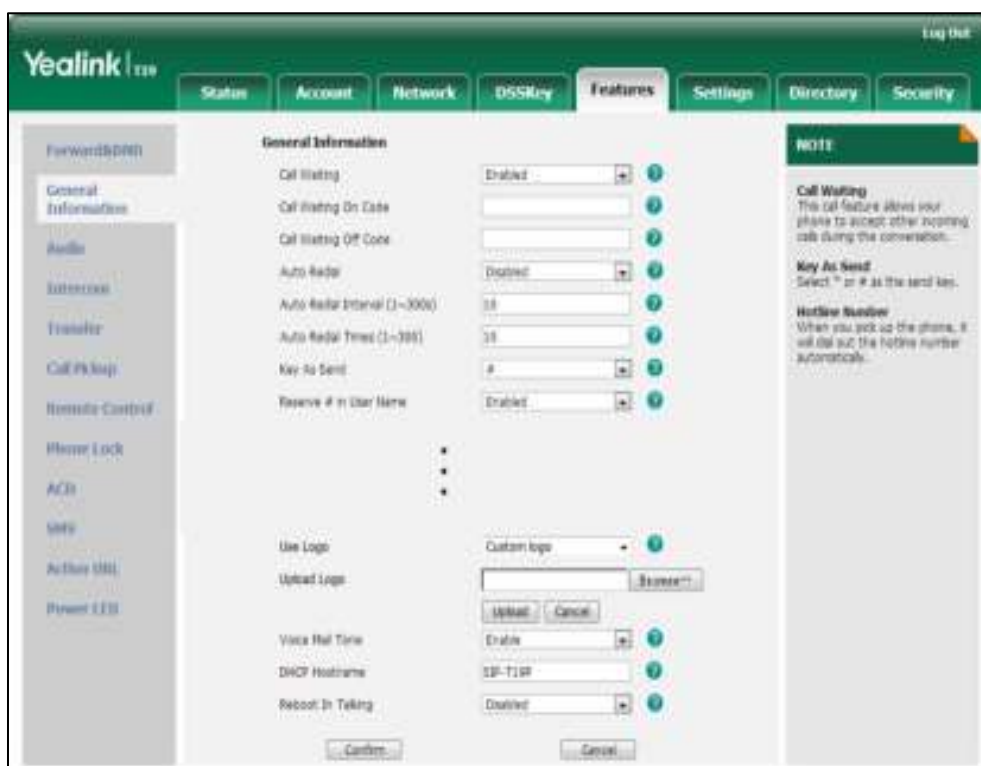 Log Out
Yealink | T19
Status Account Network DSSKey Features Settings Directory Security
Forward&DND
General Information
Audio
Intercom
Transfer
Call Pickup
Remote Control
Phone Lock
ACD
SMS
Action URL
Power LED
General Information
Call Waiting Enabled
Call Waiting On Code
Call Waiting Off Code
Auto Redial Disabled
Auto Redial Interval (1~300s) 10
Auto Redial Times (1~300) 10
Key As Send #
Reserve # in User Name Enabled
Use Logo Custom logo
Upload Logo Browse...
Upload Cancel
Voice Mail Tone Enable
DHCP Hostname SIP-T19P
Reboot In Talking Disabled
Confirm Cancel
NOTE
Call Waiting
This call feature allows your
phone to accept other incoming
calls during the conversation.
Key As Send
Select * or # as the send key.
Hotline Number
When you pick up the phone, it
will dial out the hotline number
automatically.